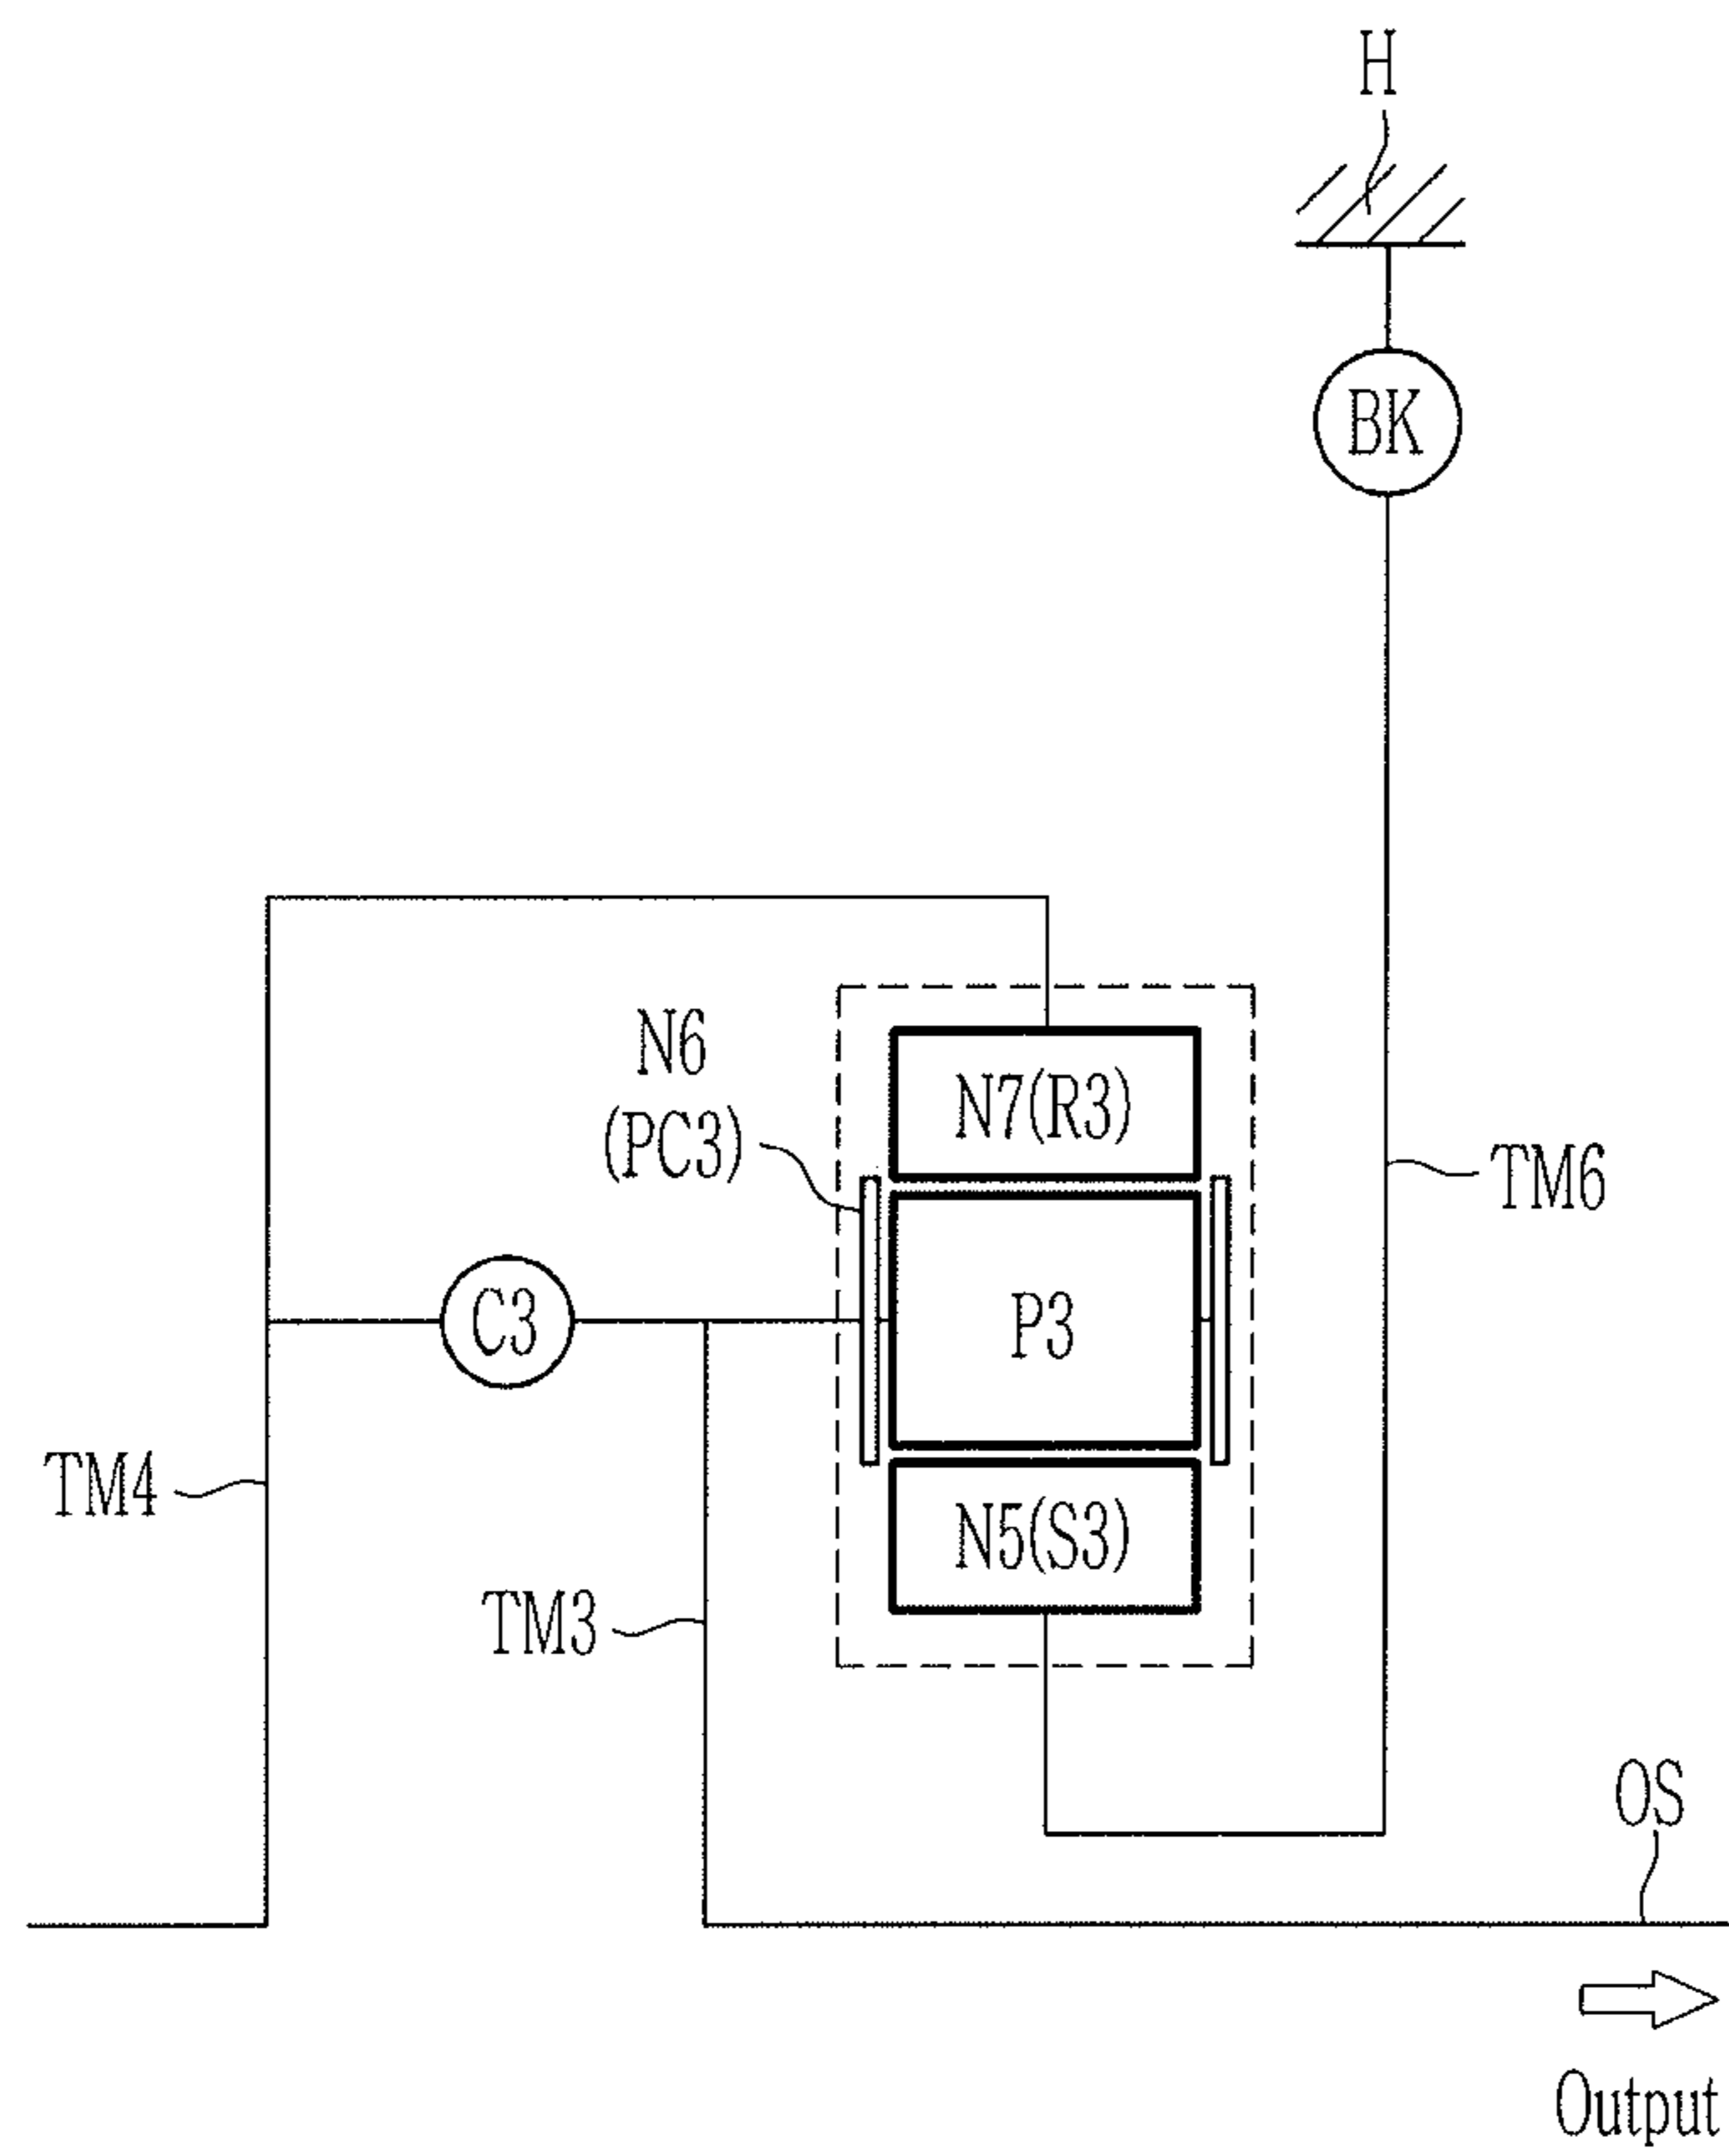 H
BK
N6
(PC3)
N7(R3)
TM6
P3
C3
TM4
N5(S3)
TM3
OS
Output